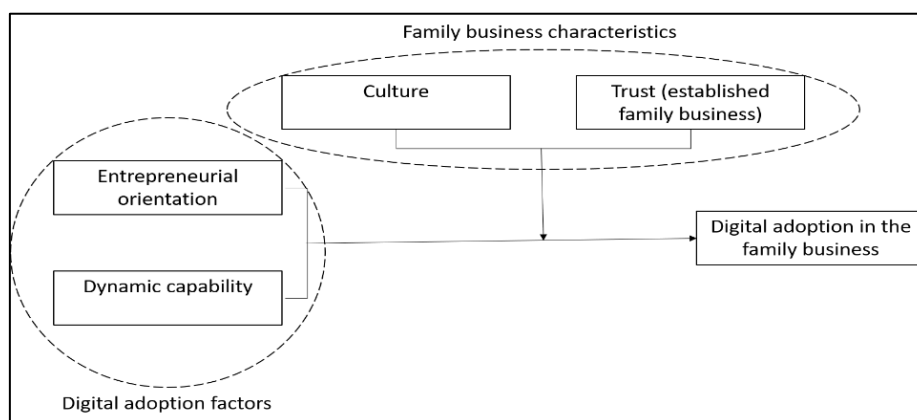 Family business characteristics
Culture
Trust (established
family business)
Entrepreneurial
orientation
Digital adoption in the
family business
Dynamic capability
Digital adoption factors